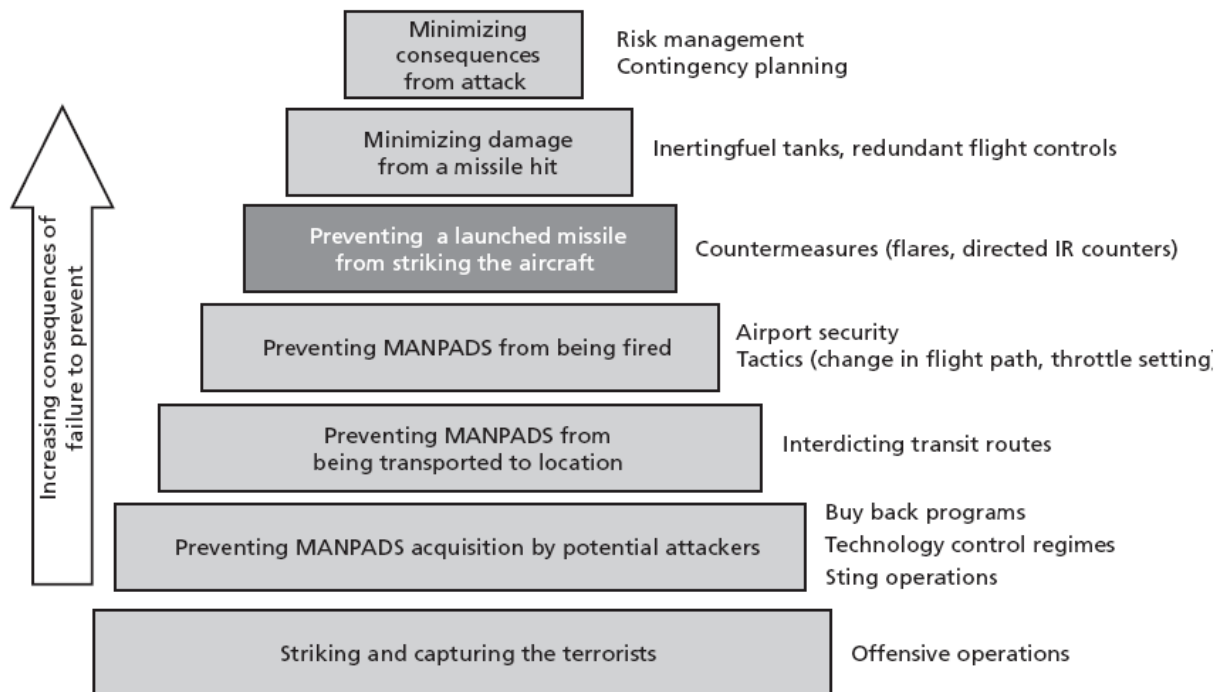 Minimizing
consequences
from attack
Risk management
Contingency planning
Minimizing damage
from a missile hit
Inertingfuel tanks, redundant flight controls
Preventing a launched missile
from striking the aircraft
Countermeasures (flares, directed IR counters)
Preventing MANPADS from being fired
Airport security
Tactics (change in flight path, throttle setting)
Preventing MANPADS from
being transported to location
Interdicting transit routes
Preventing MANPADS acquisition by potential attackers
Buy back programs
Technology control regimes
Sting operations
Striking and capturing the terrorists
Offensive operations
Increasing consequences of
failure to prevent